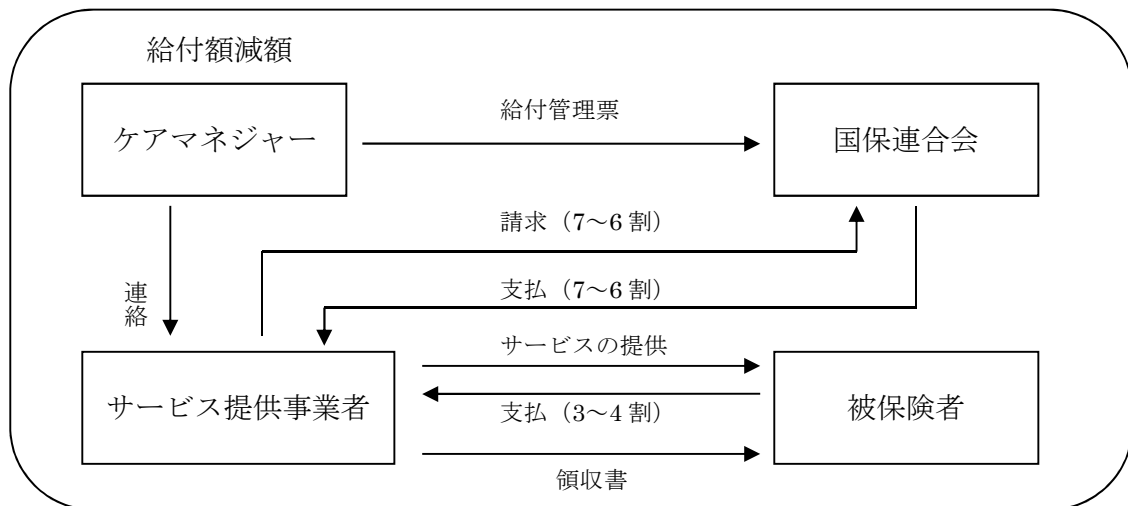 給付額減額
ケアマネジャー
給付管理票
国保連合会
請求（7～6 割）
連絡
支払（7～6 割）
サービスの提供
サービス提供事業者
支払（3～4 割）
被保険者
領収書